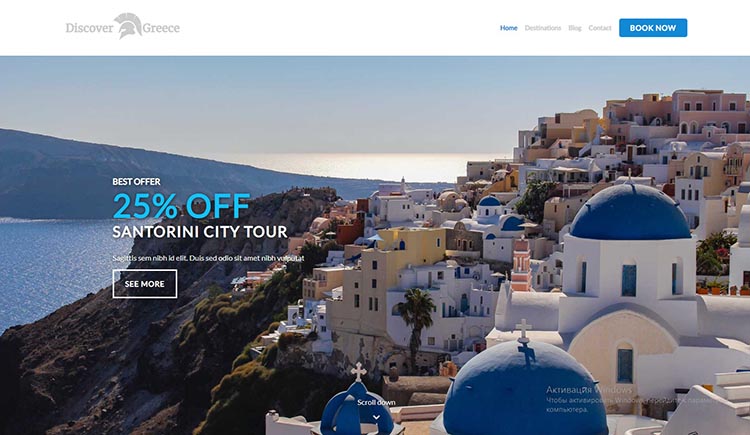 Discover Greece
Home Destinations Blog Contact BOOK NOW
BEST OFFER
25% OFF
SANTORINI CITY TOUR
Sagittis sem nibh id elit. Duis sed odio sit amet nibh vulputat
SEE MORE
Scroll down
Активация Windows
Чтобы активировать Windows, перейдите к
компьютера.